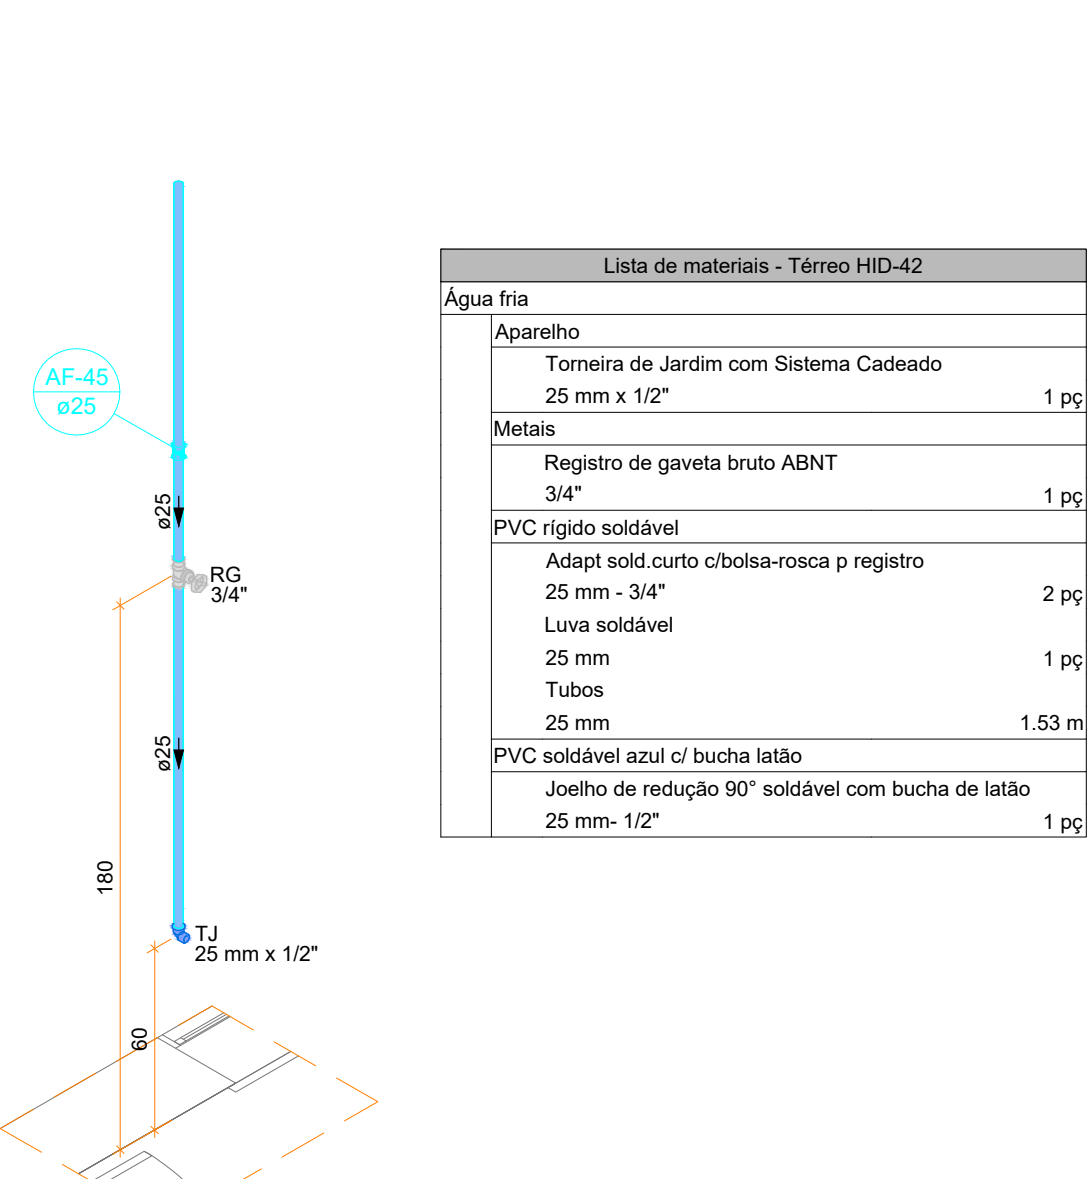 AF-45
ø25
ø25
RG
3/4"
ø25
180
TJ
25 mm x 1/2"
60
Lista de materiais - Térreo HID-42
Água fria
Aparelho
Torneira de Jardim com Sistema Cadeado
25 mm x 1/2" 1 pç
Metais
Registro de gaveta bruto ABNT
3/4" 1 pç
PVC rígido soldável
Adapt sold.curto c/bolsa-rosca p registro
25 mm - 3/4" 2 pç
Luva soldável
25 mm 1 pç
Tubos
25 mm 1.53 m
PVC soldável azul c/ bucha latão
Joelho de redução 90° soldável com bucha de latão
25 mm- 1/2" 1 pç